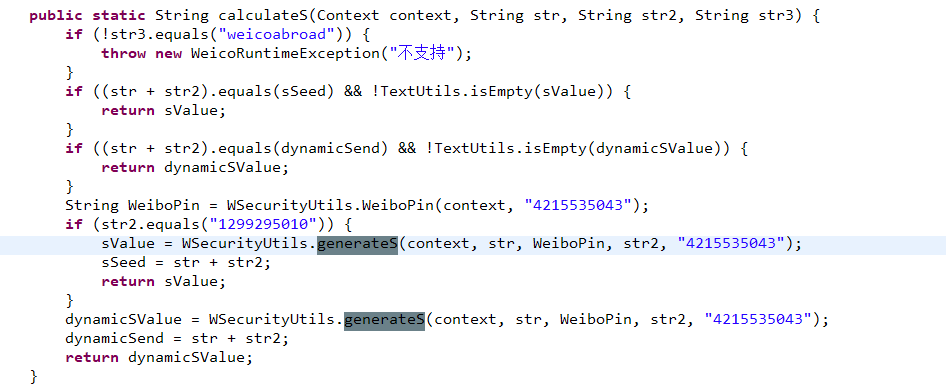 public static String calculateS(Context context, String str, String str2, String str3) {
    if (!str3.equals("weicoabroad")) {
        throw new WeicoRuntimeException("不支持");
    }
    if ((str + str2).equals(sSeed) && !TextUtils.isEmpty(sValue)) {
        return sValue;
    }
    if ((str + str2).equals(dynamicSend) && !TextUtils.isEmpty(dynamicSValue)) {
        return dynamicSValue;
    }
    String WeiboPin = WSecurityUtils.WeiboPin(context, "4215535043");
    if (str2.equals("1299295010")) {
        sValue = WSecurityUtils.generateS(context, str, WeiboPin, str2, "4215535043");
        sSeed = str + str2;
        return sValue;
    }
    dynamicSValue = WSecurityUtils.generateS(context, str, WeiboPin, str2, "4215535043");
    dynamicSend = str + str2;
    return dynamicSValue;
}